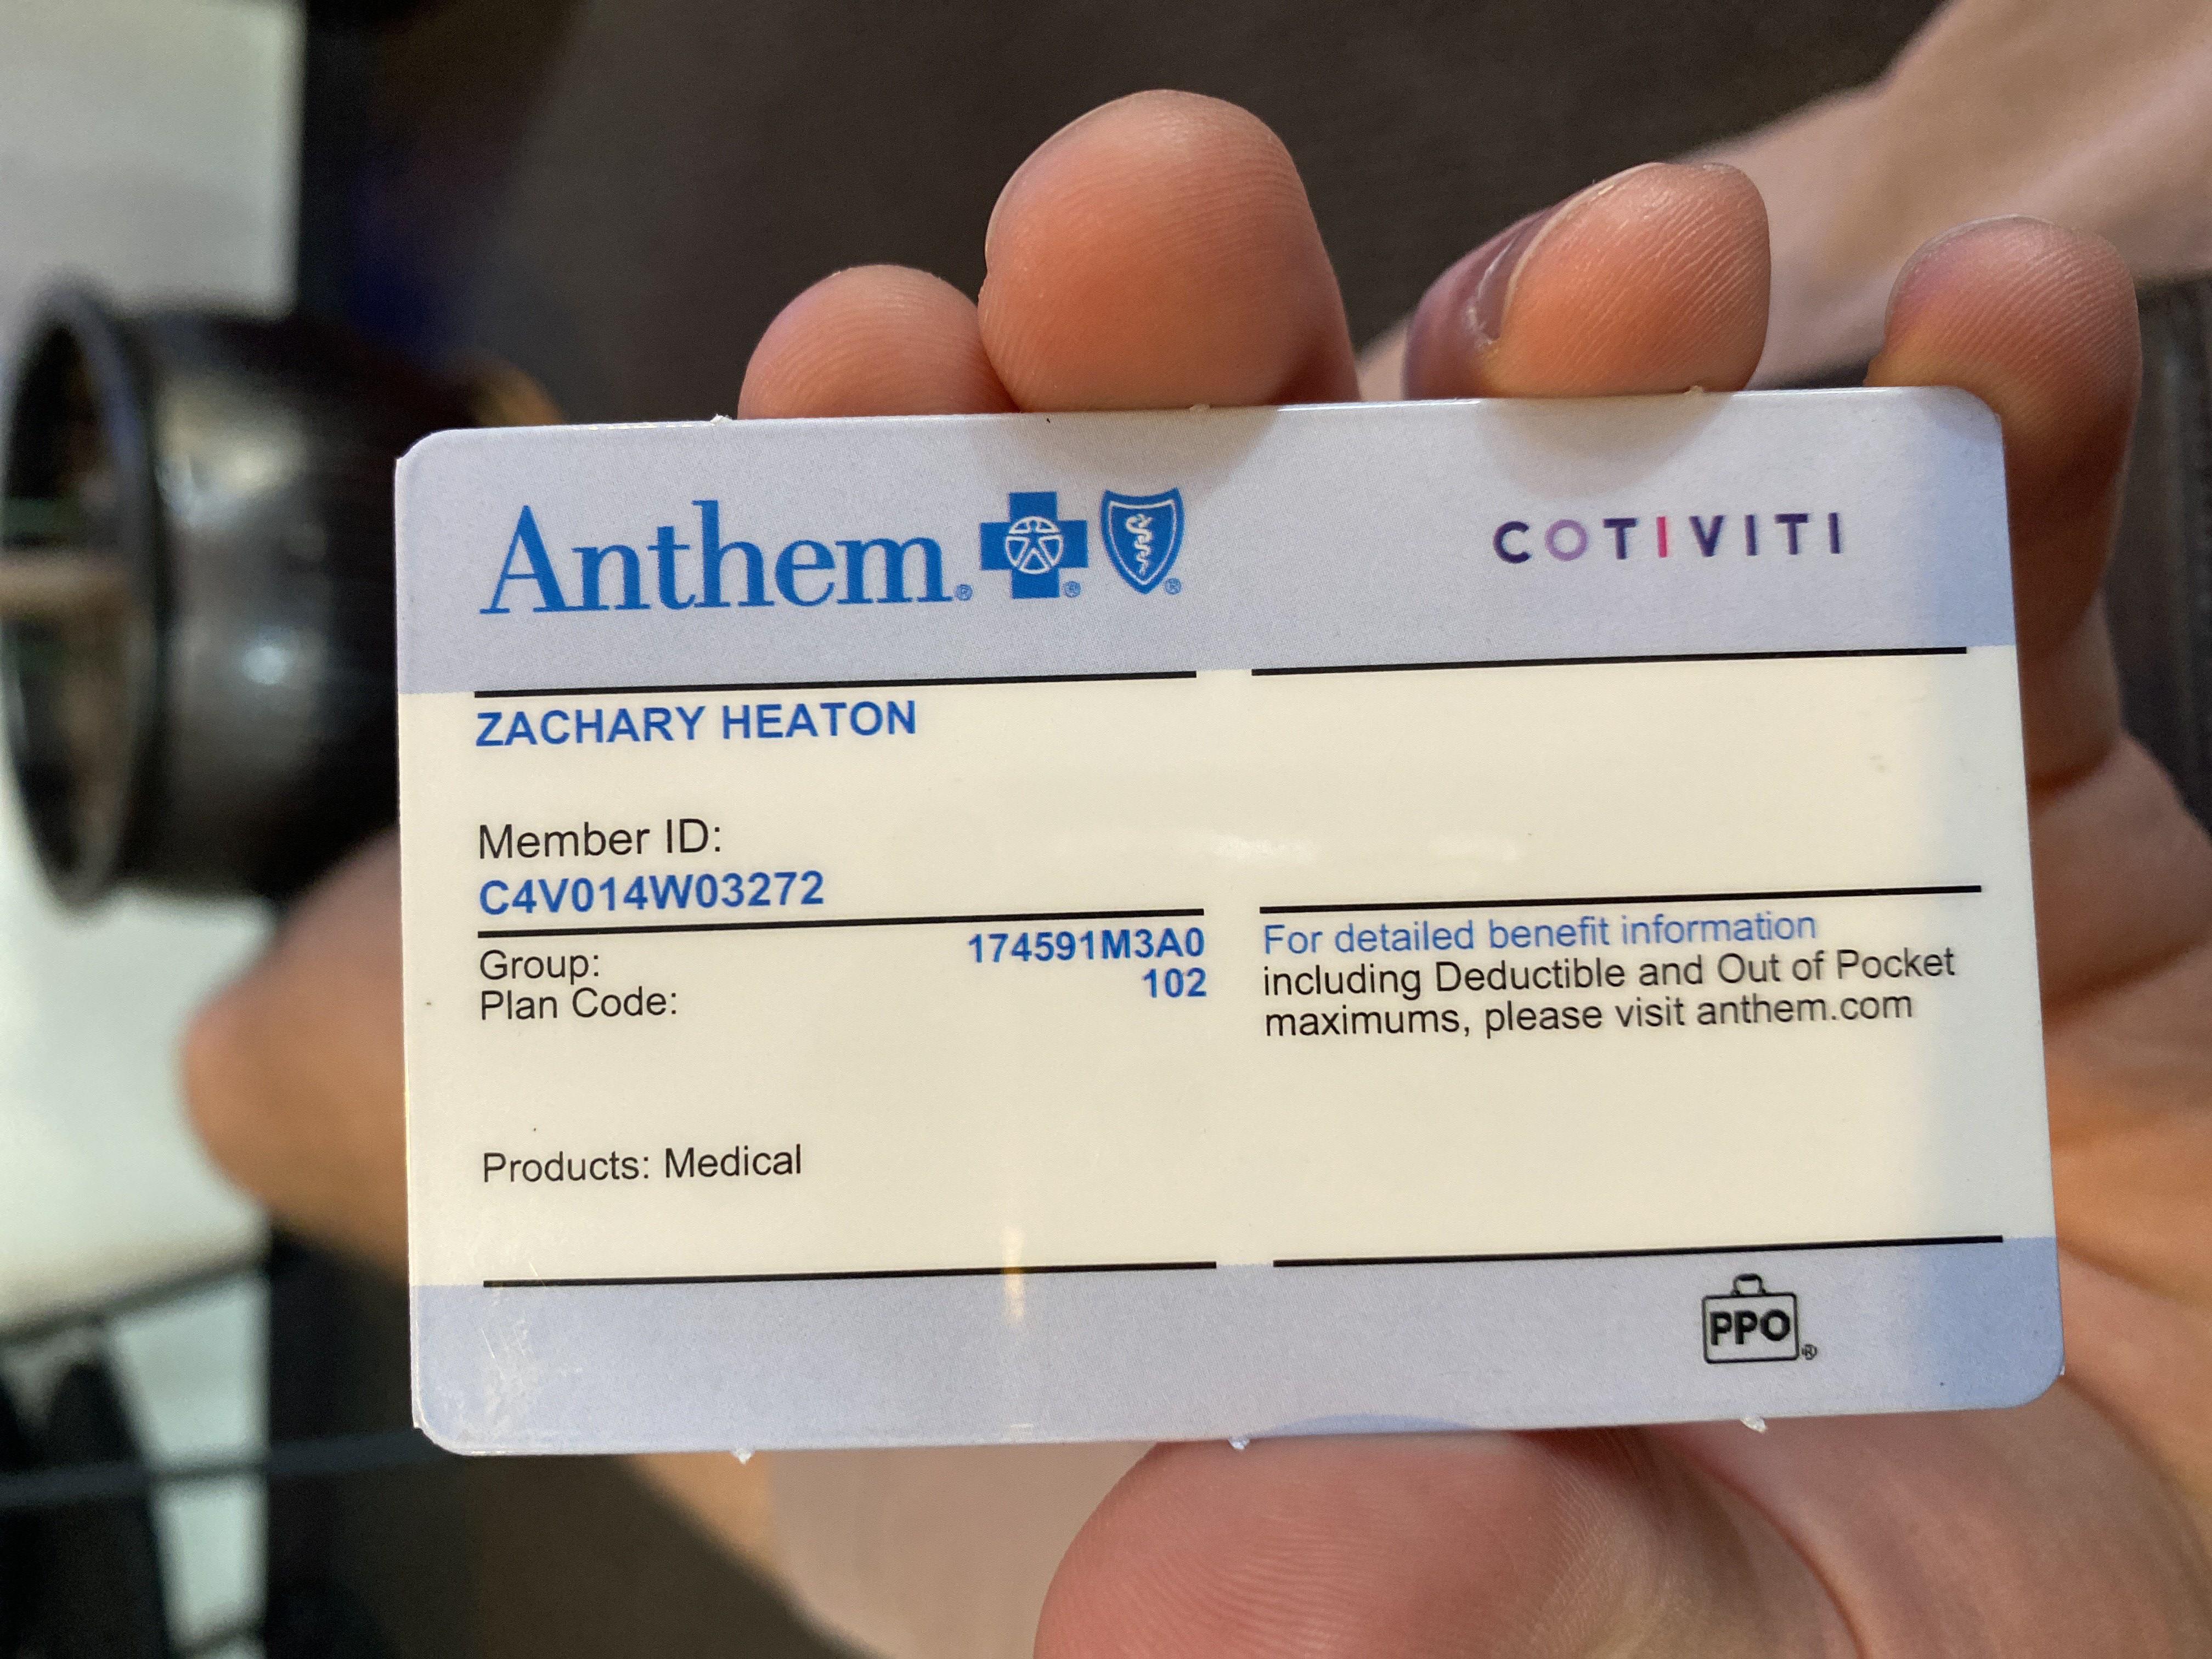 Anthem
COTIVITI
ZACHARY HEATON
Member ID:
C4V014W03272
Group: 174591M3A0
Plan Code: 102
Products: Medical
For detailed benefit information
including Deductible and Out of Pocket
maximums, please visit anthem.com
PPO